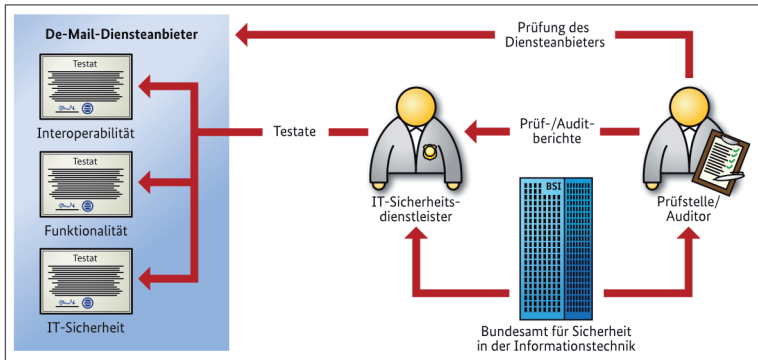 De-Mail-Diensteanbieter
Testat
Interoperabilität
Testat
Funktionalität
Testat
IT-Sicherheit
Testate
Prüfung des
Diensteanbieters
Prüf-/Audit-
berichte
IT-Sicherheits-
dienstleister
Prüfstelle/
Auditor
BSI
Bundesamt für Sicherheit
in der Informationstechnik